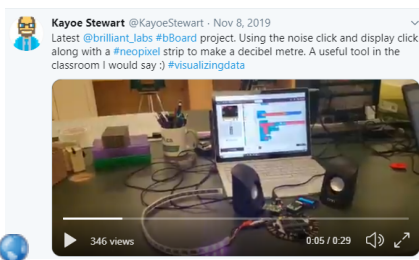 Kayoe Stewart @KayoeStewart · Nov 8, 2019
Latest @brilliant_labs #bBoard project. Using the noise click and display click
along with a #neopixel strip to make a decibel metre. A useful tool in the
classroom I would say :) #visualizingdata
346 views
0:05 / 0:29